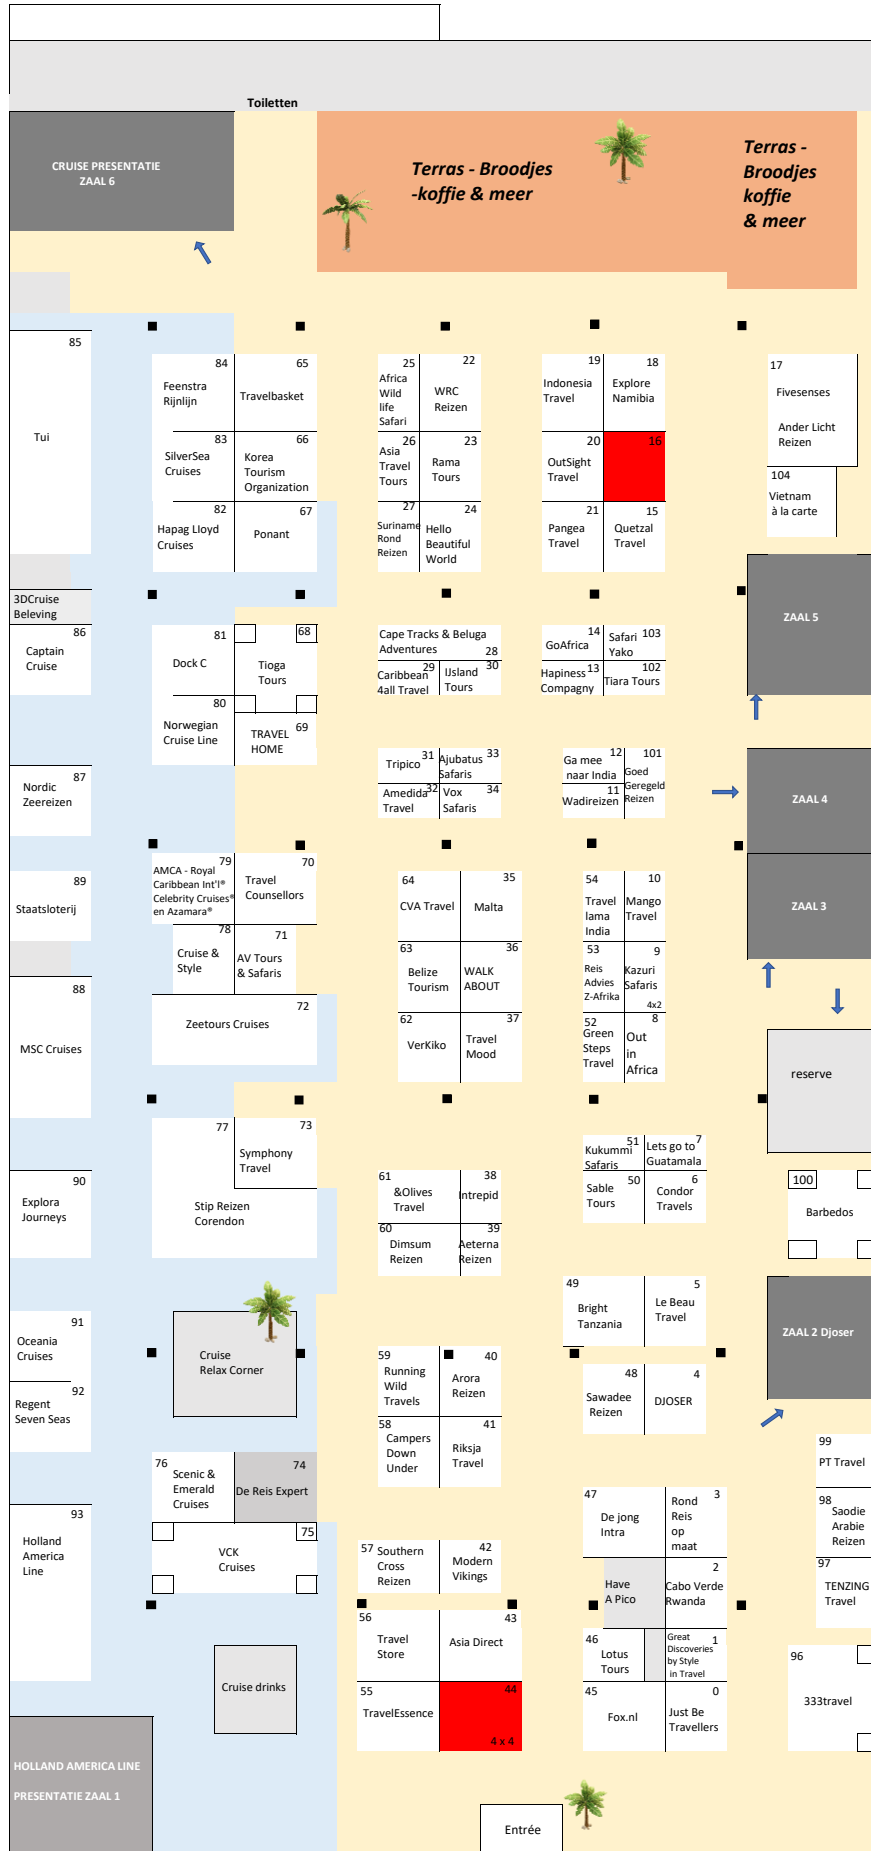 Toiletten
CRUISE PRESENTATIE
ZAAL 6
Terras - Broodjes
-koffie & meer
Terras -
Broodjes
koffie
& meer
85
Tui
84
Feenstra
Rijnlijn
65
Travelbasket
25
Africa
Wild
life
Safari
22
WRC
Reizen
19
Indonesia
Travel
18
Explore
Namibia
17
Fivesenses
Ander Licht
Reizen
83
SilverSea
Cruises
66
Korea
Tourism
Organization
26
Asia
Travel
Tours
23
Rama
Tours
20
OutSight
Travel
16
104
Vietnam
à la carte
82
Hapag Lloyd
Cruises
67
Ponant
27
Suriname
Rond
Reizen
24
Hello
Beautiful
World
21
Pangea
Travel
15
Quetzal
Travel
3DCruise
Beleving
ZAAL 5
86
Captain
Cruise
81
Dock C
68
Tioga
Tours
Cape Tracks & Beluga
Adventures
28
14
GoAfrica
103
Safari
Yako
29
Caribbean
4all Travel
30
IJsland
Tours
13
Hapiness
Compagny
102
Tiara Tours
80
Norwegian
Cruise Line
69
TRAVEL
HOME
87
Nordic
Zeereizen
31
Tripico
33
Ajubatus
Safaris
12
Ga mee
naar India
101
Goed
Geregeld
Reizen
32
Amedida
Travel
34
Vox
Safaris
11
Wadireizen
ZAAL 4
89
Staatsloterij
79
AMCA - Royal
Caribbean Int'l®
Celebrity Cruises®
en Azamara®
70
Travel
Counsellors
64
CVA Travel
35
Malta
54
Travel
lama
India
10
Mango
Travel
ZAAL 3
78
Cruise &
Style
71
AV Tours
& Safaris
63
Belize
Tourism
36
WALK
ABOUT
53
Reis
Advies
Z-Afrika
9
Kazuri
Safaris
4x2
88
MSC Cruises
72
Zeetours Cruises
62
VerKiko
37
Travel
Mood
52
Green
Steps
Travel
8
Out
in
Africa
reserve
77
Stip Reizen
Corendon
73
Symphony
Travel
51
Kukummi
Safaris
7
Lets go to
Guatamala
90
Explora
Journeys
61
&Olives
Travel
38
Intrepid
50
Sable
Tours
6
Condor
Travels
100
Barbedos
60
Dimsum
Reizen
39
Aeterna
Reizen
91
Oceania
Cruises
Cruise
Relax Corner
49
Bright
Tanzania
5
Le Beau
Travel
ZAAL 2 Djoser
92
Regent
Seven Seas
59
Running
Wild
Travels
40
Arora
Reizen
48
Sawadee
Reizen
4
DJOSER
58
Campers
Down
Under
41
Riksja
Travel
99
PT Travel
76
Scenic &
Emerald
Cruises
74
De Reis Expert
93
Holland
America
Line
75
VCK
Cruises
47
De jong
Intra
3
Rond
Reis
op
maat
98
Saodie
Arabie
Reizen
57
Southern
Cross
Reizen
42
Modern
Vikings
Have
A Pico
2
Cabo Verde
Rwanda
97
TENZING
Travel
56
Travel
Store
43
Asia Direct
46
Lotus
Tours
1
Great
Discoveries
by Style
in Travel
96
333travel
Cruise drinks
55
TravelEssence
44
4 x 4
45
Fox.nl
0
Just Be
Travellers
HOLLAND AMERICA LINE
PRESENTATIE ZAAL 1
Entrée